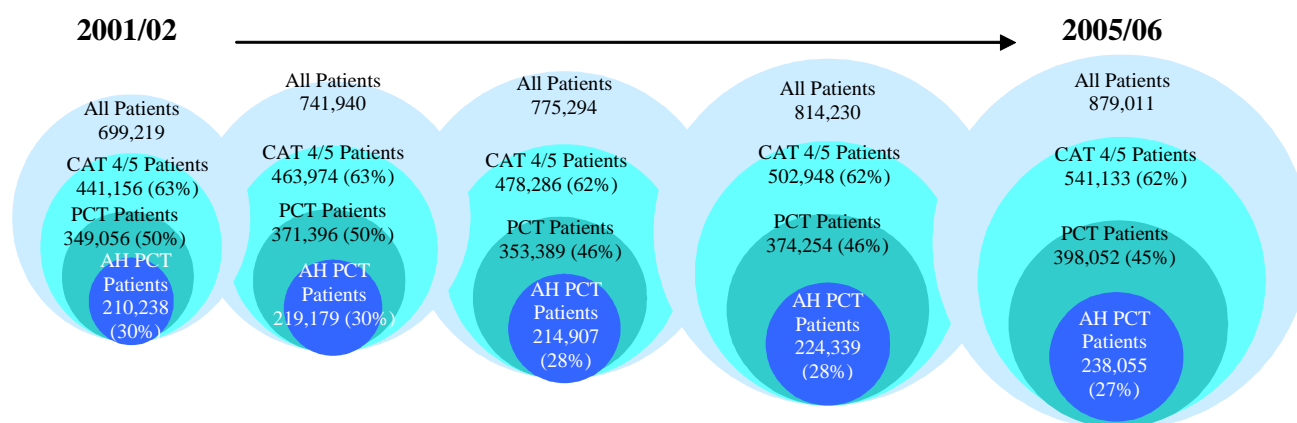 2001/02
2005/06
All Patients
699,219
CAT 4/5 Patients
441,156 (63%)
PCT Patients
349,056 (50%)
AH PCT
Patients
210,238
(30%)
All Patients
741,940
CAT 4/5 Patients
463,974 (63%)
PCT Patients
371,396 (50%)
AH PCT
Patients
219,179 (30%)
All Patients
775,294
CAT 4/5 Patients
478,286 (62%)
PCT Patients
353,389 (46%)
AH PCT
Patients
214,907
(28%)
All Patients
814,230
CAT 4/5 Patients
502,948 (62%)
PCT Patients
374,254 (46%)
AH PCT
Patients
224,339
(28%)
All Patients
879,011
CAT 4/5 Patients
541,133 (62%)
PCT Patients
398,052 (45%)
AH PCT
Patients
238,055
(27%)